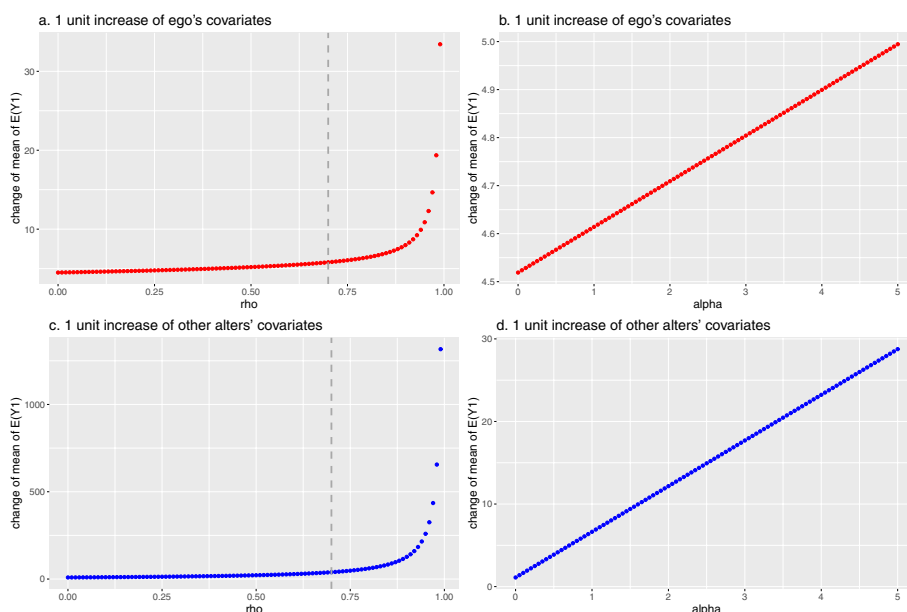 a. 1 unit increase of ego's covariates
change of mean of E(Y1)
30
20
10
0.00 0.25 0.50 0.75 1.00
rho
b. 1 unit increase of ego's covariates
change of mean of E(Y1)
5.0
4.9
4.8
4.7
4.6
4.5
0 1 2 3 4 5
alpha
c. 1 unit increase of other alters' covariates
change of mean of E(Y1)
1000
500
0
0.00 0.25 0.50 0.75 1.00
rho
d. 1 unit increase of other alters' covariates
change of mean of E(Y1)
30
20
10
0
0 1 2 3 4 5
alpha